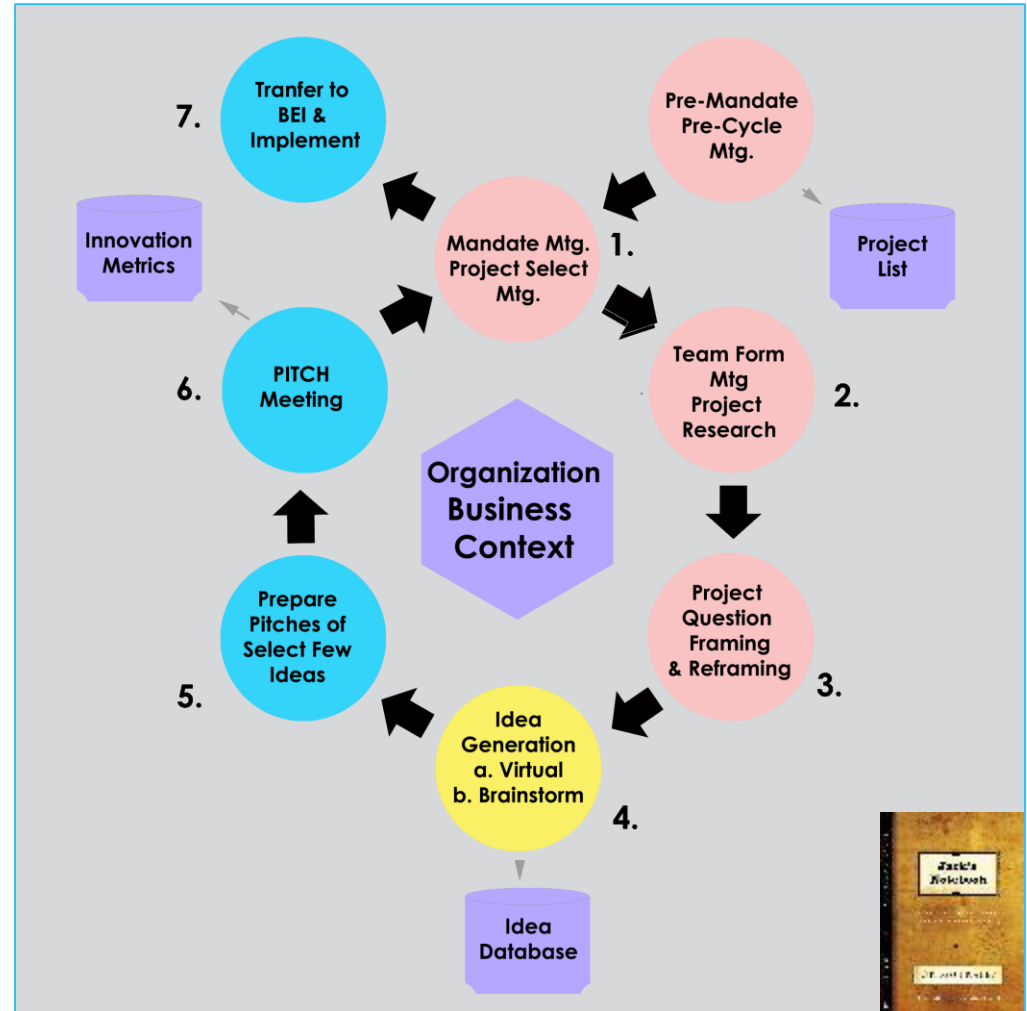 7.
Tranfer to
BEI &
Implement
Pre-Mandate
Pre-Cycle
Mtg.
Innovation
Metrics
Mandate Mtg.
Project Select
Mtg.
1.
Project
List
6.
PITCH
Meeting
Team Form
Mtg
Project
Research
2.
Organization
Business
Context
5.
Prepare
Pitches of
Select Few
Ideas
Project
Question
Framing
& Reframing
3.
Idea
Generation
a. Virtual
b. Brainstorm
4.
Idea
Database
Jack's
Notebook